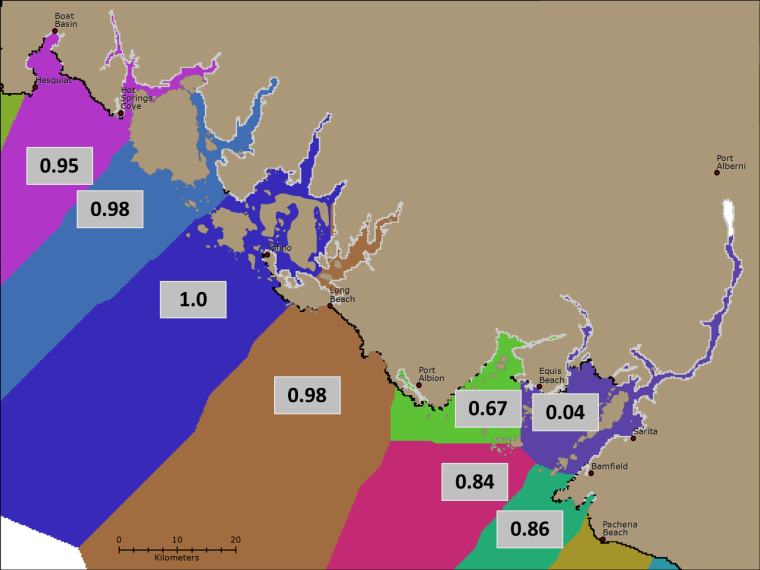 Boat
Basin
Hesquiat
Hot
Springs
Cove
0.95
0.98
Port
Alberni
Tofino
1.0
Long
Beach
0.98
Port
Albion
Equis
Beach
0.67
0.04
Sarita
Bamfield
0.84
0.86
Pachena
Beach
0 10 20
Kilometers